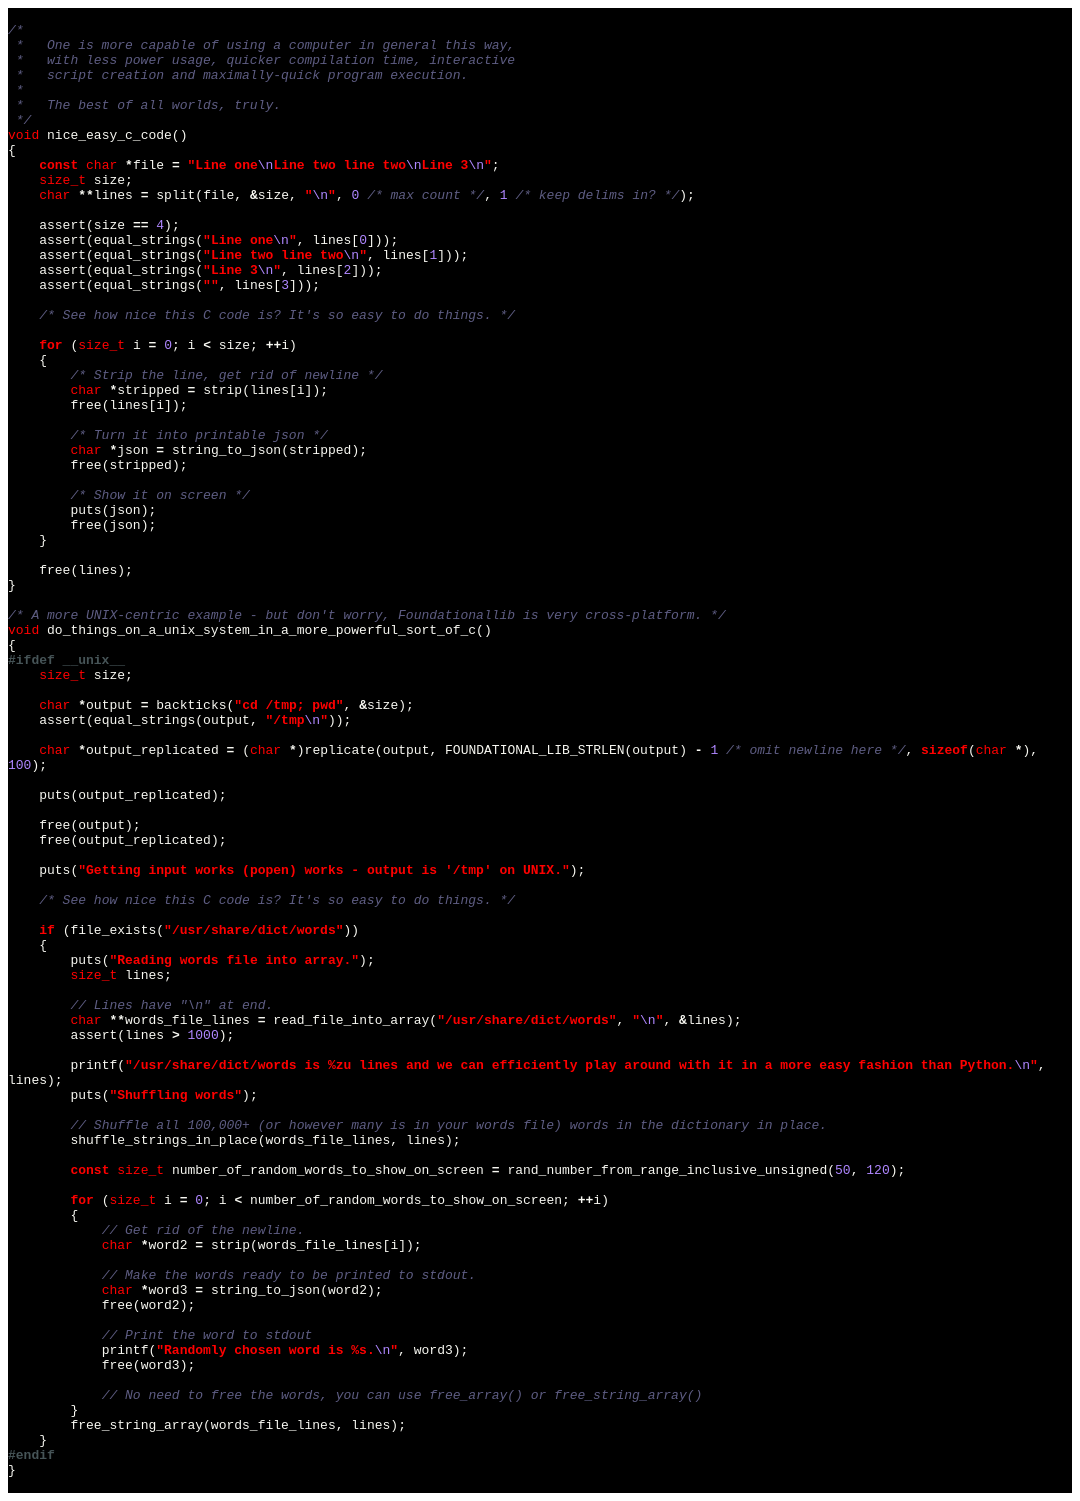 /*
 *   One is more capable of using a computer in general this way,
 *   with less power usage, quicker compilation time, interactive
 *   script creation and maximally-quick program execution.
 *
 *   The best of all worlds, truly.
 */
void nice_easy_c_code()
{
    const char *file = "Line one\nLine two line two\nLine 3\n";
    size_t size;
    char **lines = split(file, &size, "\n", 0 /* max count */, 1 /* keep delims in? */);

    assert(size == 4);
    assert(equal_strings("Line one\n", lines[0]));
    assert(equal_strings("Line two line two\n", lines[1]));
    assert(equal_strings("Line 3\n", lines[2]));
    assert(equal_strings("", lines[3]));

    /* See how nice this C code is? It's so easy to do things. */

    for (size_t i = 0; i < size; ++i)
    {
        /* Strip the line, get rid of newline */
        char *stripped = strip(lines[i]);
        free(lines[i]);

        /* Turn it into printable json */
        char *json = string_to_json(stripped);
        free(stripped);

        /* Show it on screen */
        puts(json);
        free(json);
    }

    free(lines);
}

/* A more UNIX-centric example - but don't worry, Foundationallib is very cross-platform. */
void do_things_on_a_unix_system_in_a_more_powerful_sort_of_c()
{
#ifdef __unix__
    size_t size;

    char *output = backticks("cd /tmp; pwd", &size);
    assert(equal_strings(output, "/tmp\n"));

    char *output_replicated = (char *)replicate(output, FOUNDATIONAL_LIB_STRLEN(output) - 1 /* omit newline here */, sizeof(char *),
100);

    puts(output_replicated);

    free(output);
    free(output_replicated);

    puts("Getting input works (popen) works - output is '/tmp' on UNIX.");

    /* See how nice this C code is? It's so easy to do things. */

    if (file_exists("/usr/share/dict/words"))
    {
        puts("Reading words file into array.");
        size_t lines;

        // Lines have "\n" at end.
        char **words_file_lines = read_file_into_array("/usr/share/dict/words", "\n", &lines);
        assert(lines > 1000);

        printf("/usr/share/dict/words is %zu lines and we can efficiently play around with it in a more easy fashion than Python.\n",
lines);
        puts("Shuffling words");

        // Shuffle all 100,000+ (or however many is in your words file) words in the dictionary in place.
        shuffle_strings_in_place(words_file_lines, lines);

        const size_t number_of_random_words_to_show_on_screen = rand_number_from_range_inclusive_unsigned(50, 120);

        for (size_t i = 0; i < number_of_random_words_to_show_on_screen; ++i)
        {
            // Get rid of the newline.
            char *word2 = strip(words_file_lines[i]);

            // Make the words ready to be printed to stdout.
            char *word3 = string_to_json(word2);
            free(word2);

            // Print the word to stdout
            printf("Randomly chosen word is %s.\n", word3);
            free(word3);

            // No need to free the words, you can use free_array() or free_string_array()
        }
        free_string_array(words_file_lines, lines);
    }
#endif
}